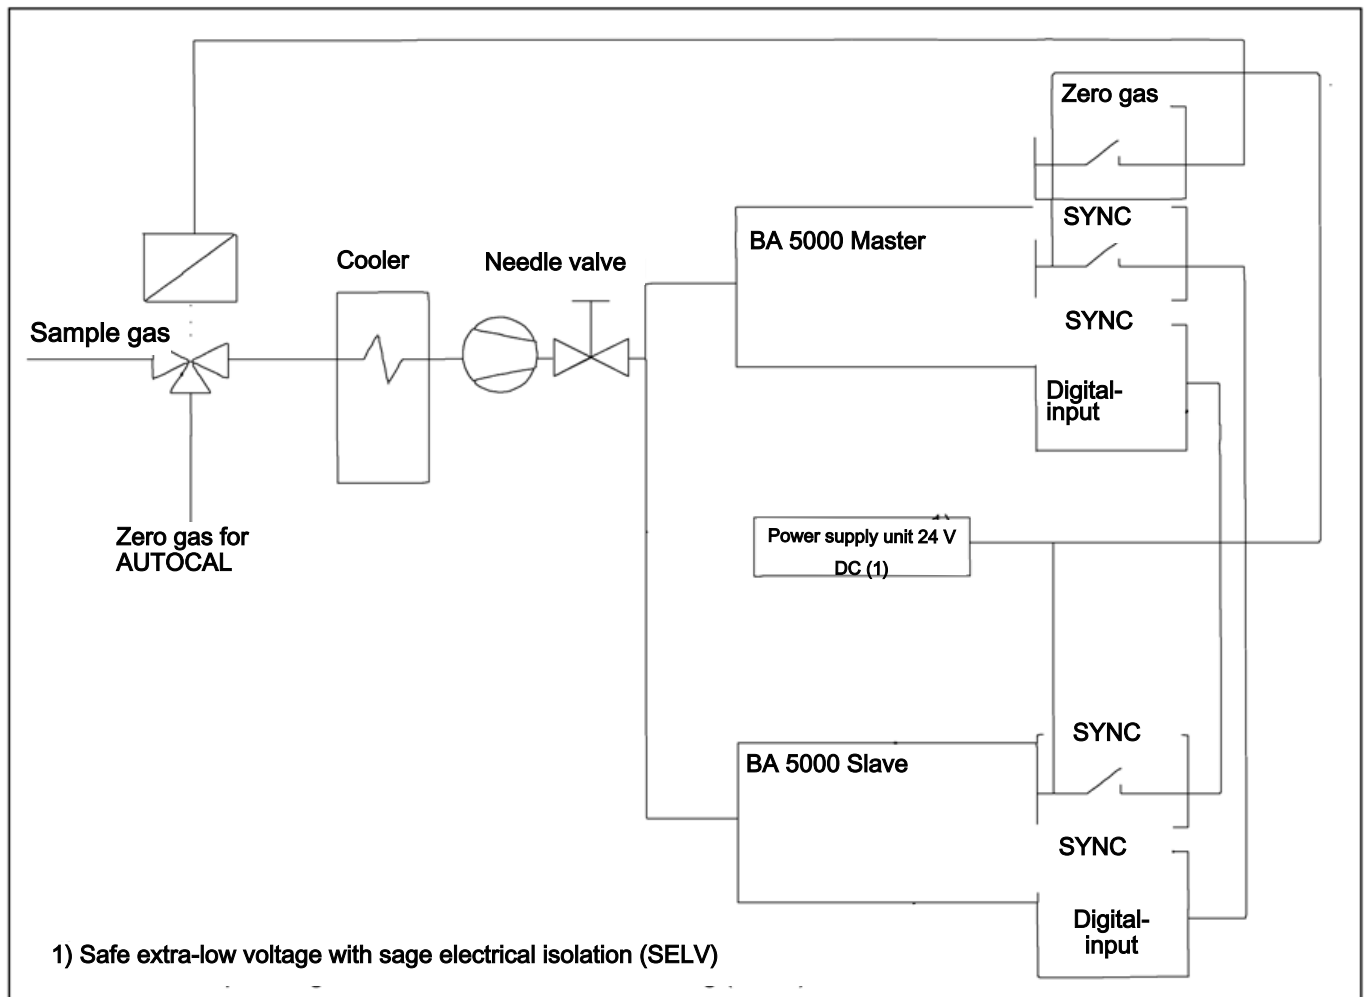 Zero gas
SYNC
BA 5000 Master
Cooler
Needle valve
Sample gas
SYNC
Digital-
input
Zero gas for
AUTOCAL
Power supply unit 24 V
DC (1)
SYNC
BA 5000 Slave
SYNC
Digital-
input
1) Safe extra-low voltage with sage electrical isolation (SELV)